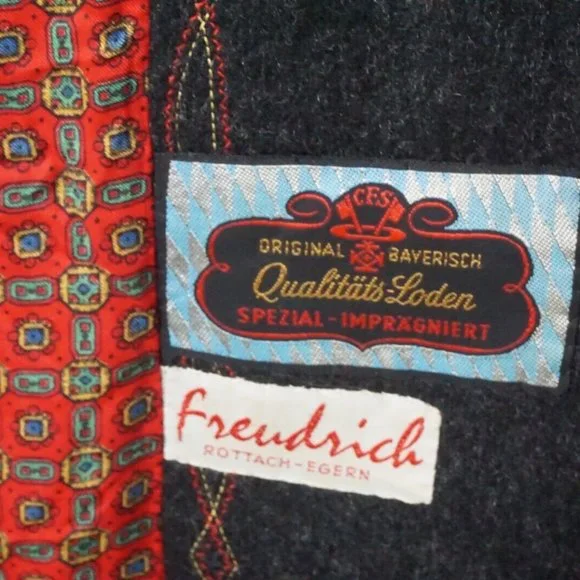 CFS
ORIGINAL BAYERISCH
Qualitäts-Loden
SPEZIAL-IMPRÄGNIERT
Freudrich
ROTTACH-EGERN